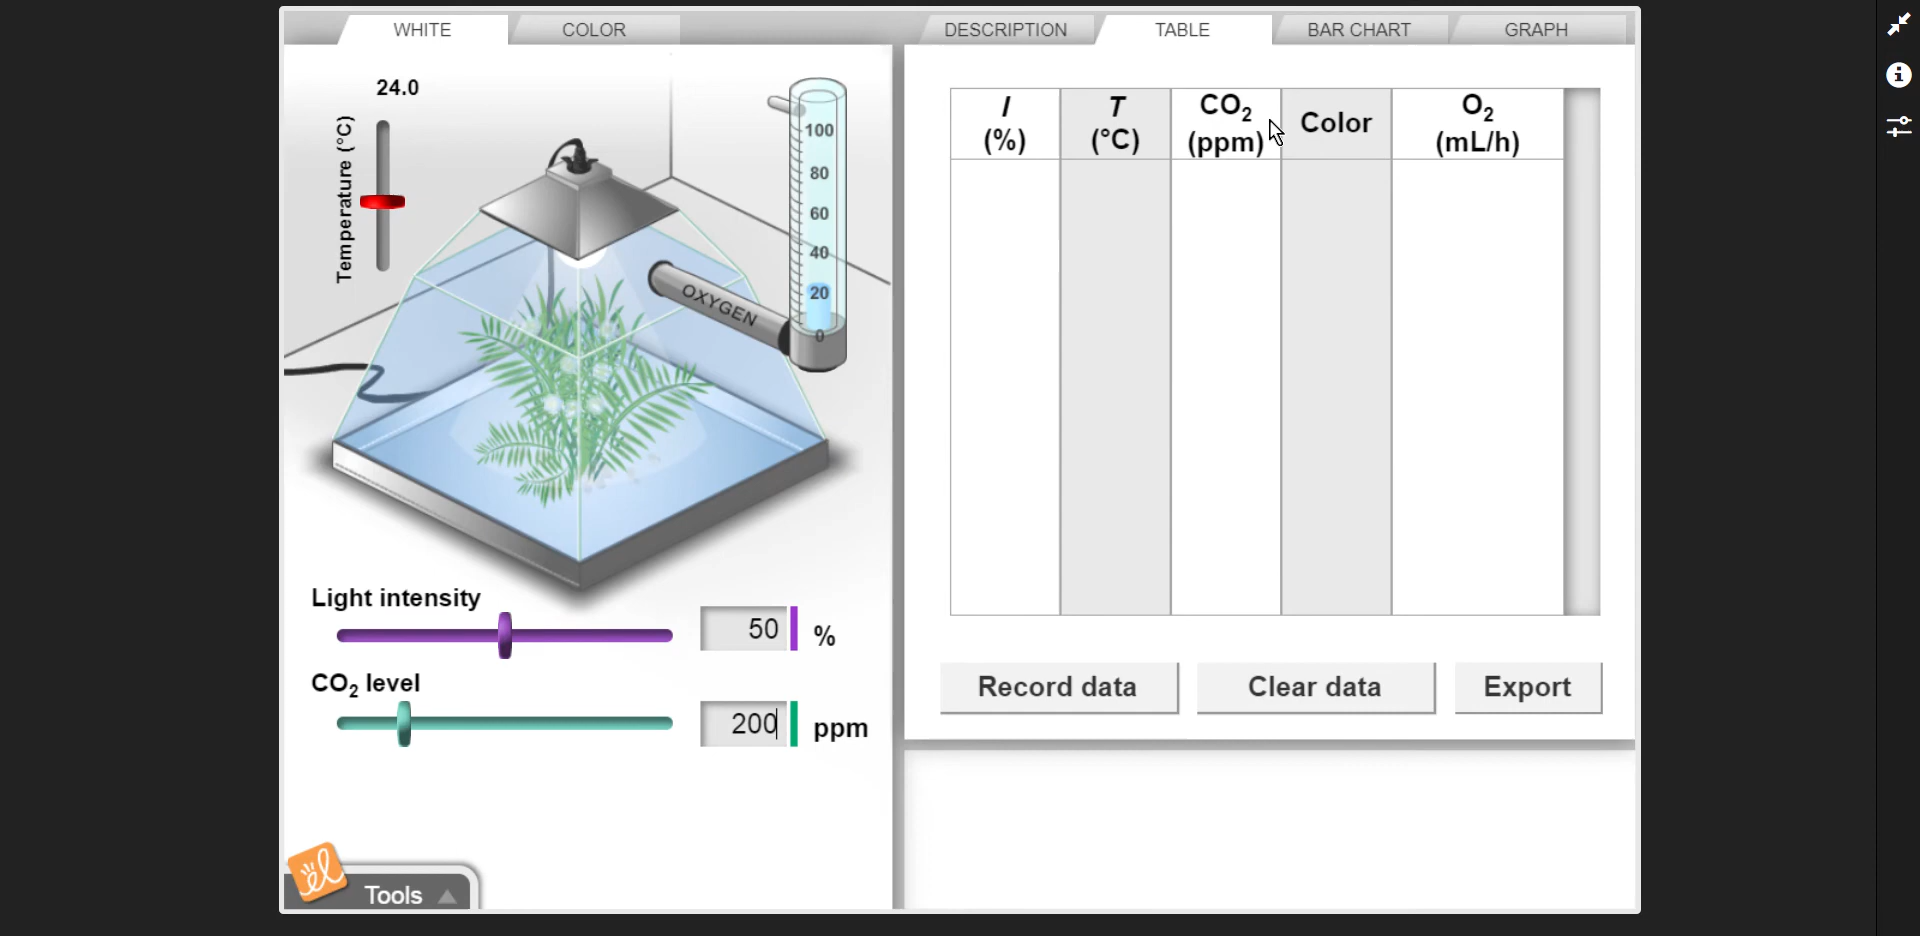 WHITE
COLOR
DESCRIPTION
TABLE
BAR CHART
GRAPH
24.0
Temperature (°C)
100
80
60
40
20
0
OXYGEN
I
(%)
T
(°C)
CO₂
(ppm)
Color
O₂
(mL/h)
Light intensity
50
%
CO₂ level
200
ppm
Record data
Clear data
Export
Tools